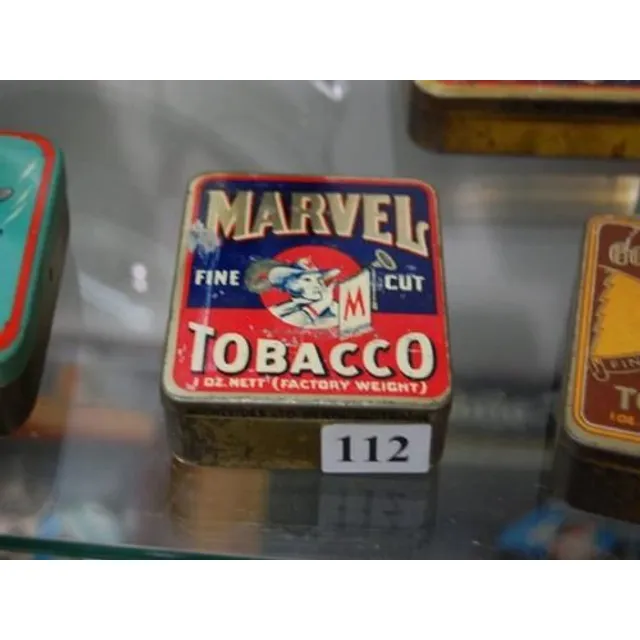 MARVEL
FINE CUT
M
TOBACCO
1 OZ. NETT (FACTORY WEIGHT)
112